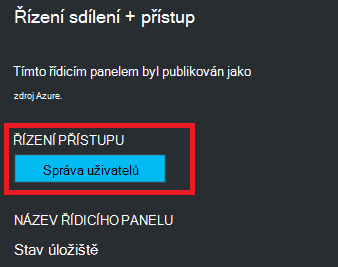 Řízení sdílení + přístup
Tímto řídicím panelem byl publikován jako
zdroj Azure.
ŘÍZENÍ PŘÍSTUPU
Správa uživatelů
NÁZEV ŘÍDICÍHO PANELU
Stav úložiště